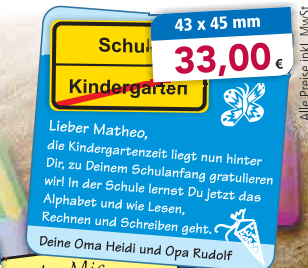 43 x 45 mm
33,00 €
Schul
Kindergarten
Lieber Matheo,
die Kindergartenzeit liegt nun hinter
Dir, zu Deinem Schulanfang gratulieren
wir! In der Schule lernst Du jetzt das
Alphabet und wie Lesen,
Rechnen und Schreiben geht.
Deine Oma Heidi und Opa Rudolf
Alle Preise inkl. MwSt